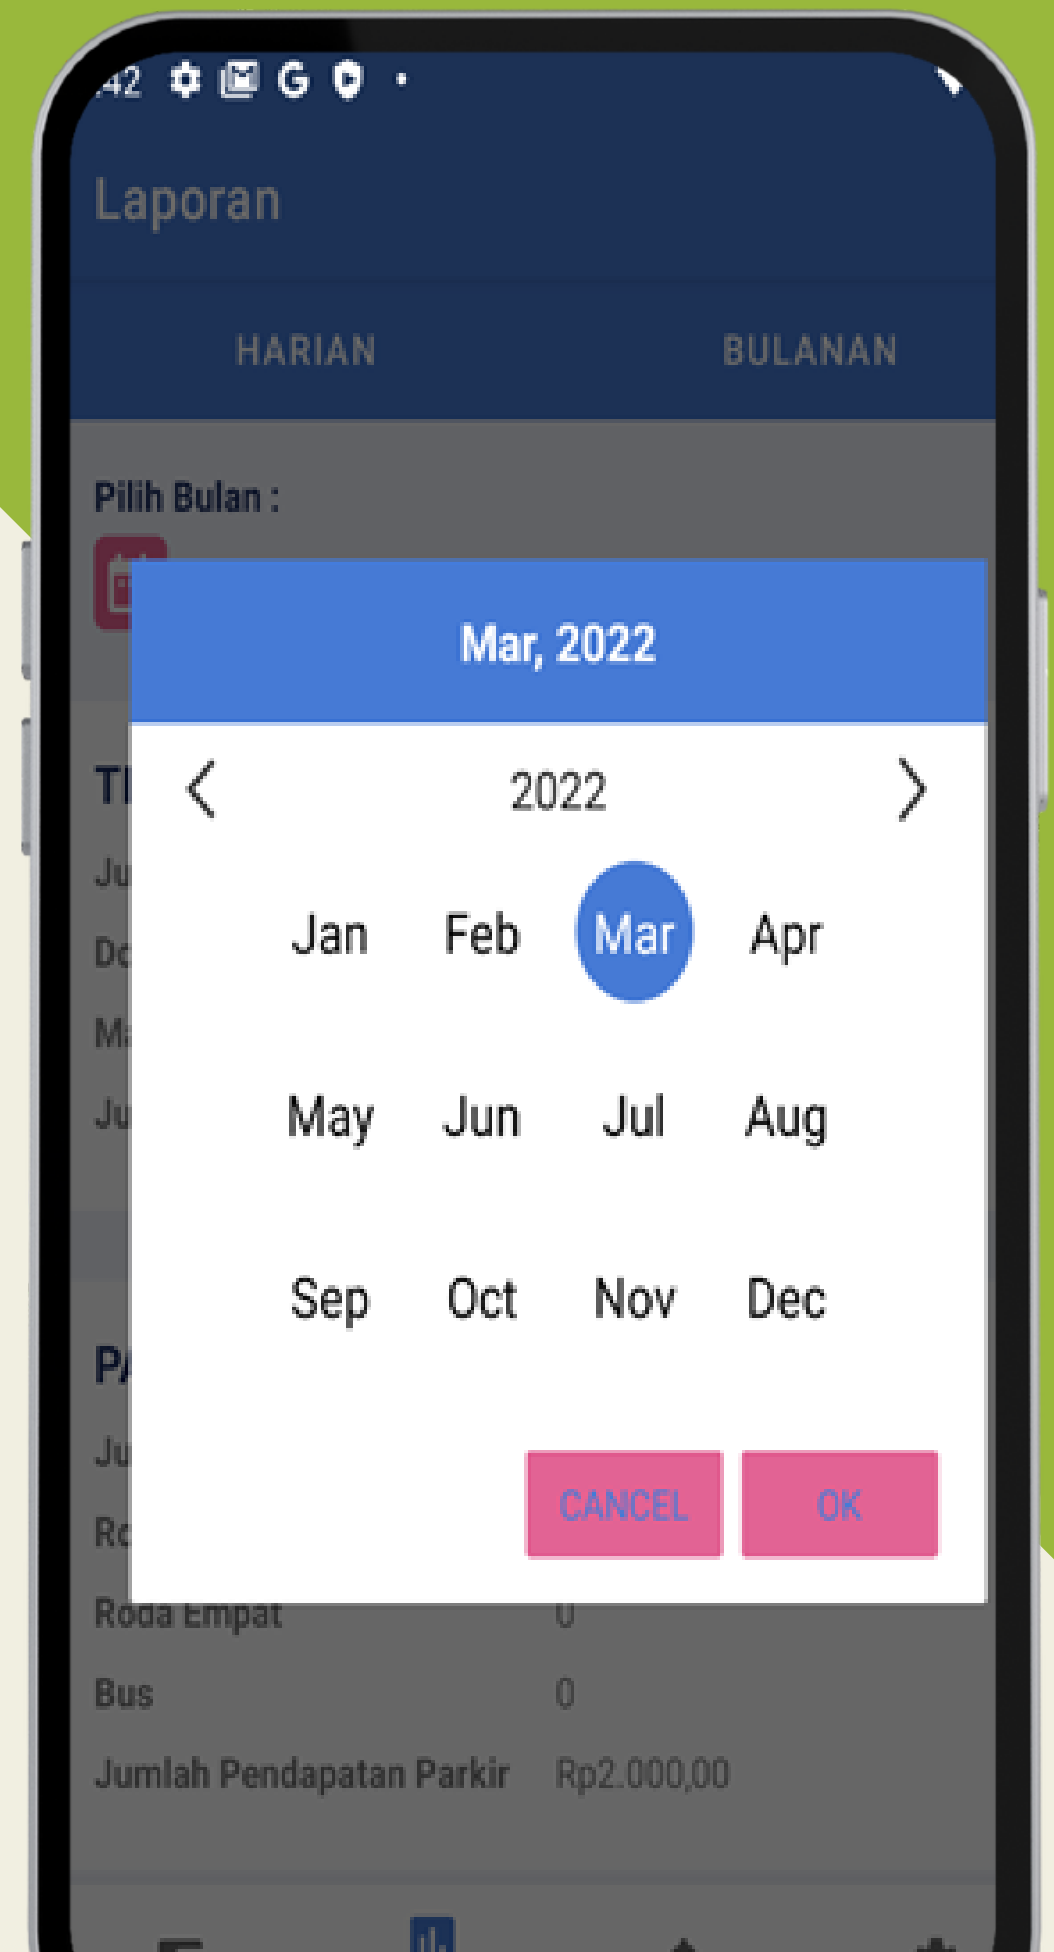 :42
Laporan
HARIAN BULANAN
Pilih Bulan :
Mar, 2022
2022
Jan Feb Mar Apr
May Jun Jul Aug
Sep Oct Nov Dec
CANCEL OK
Roda Empat 0
Bus 0
Jumlah Pendapatan Parkir Rp2.000,00